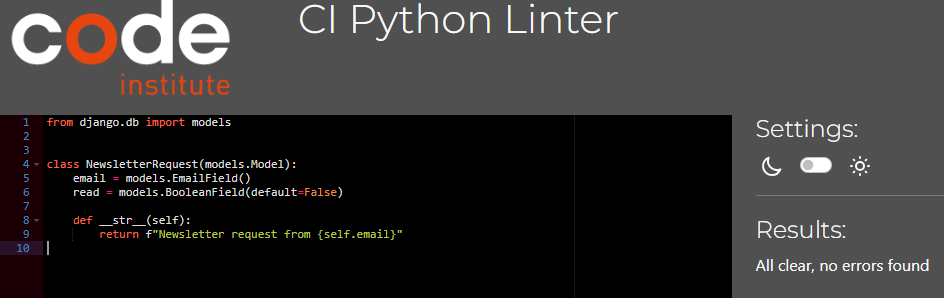 code
institute
CI Python Linter
1 from django.db import models
2
3
4 class NewsletterRequest(models.Model):
5     email = models.EmailField()
6     read = models.BooleanField(default=False)
7
8     def __str__(self):
9         return f"Newsletter request from {self.email}"
10
Settings:
Results:
All clear, no errors found